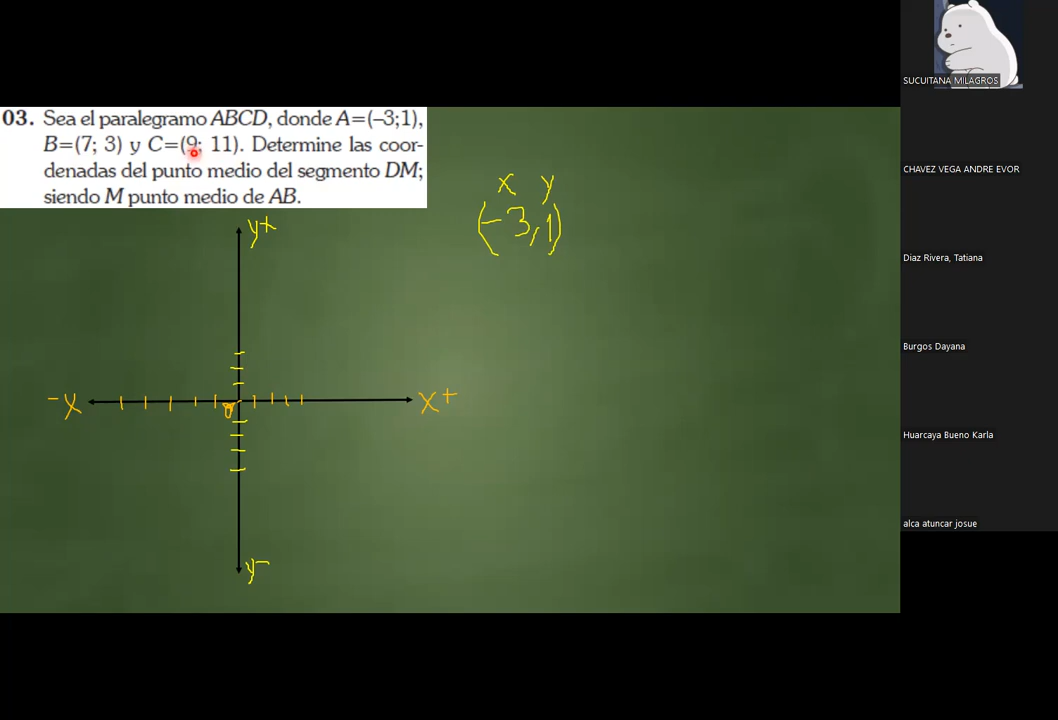 03. Sea el paralegramo ABCD, donde A=(–3;1),
B=(7; 3) y C=(9; 11). Determine las coor-
denadas del punto medio del segmento DM;
siendo M punto medio de AB.
x y
(-3,1)
y+
-x
0
x+
y-
SUCUITANA MILAGROS
CHAVEZ VEGA ANDRE EVOR
Diaz Rivera, Tatiana
Burgos Dayana
Huarcaya Bueno Karla
alca atuncar josue